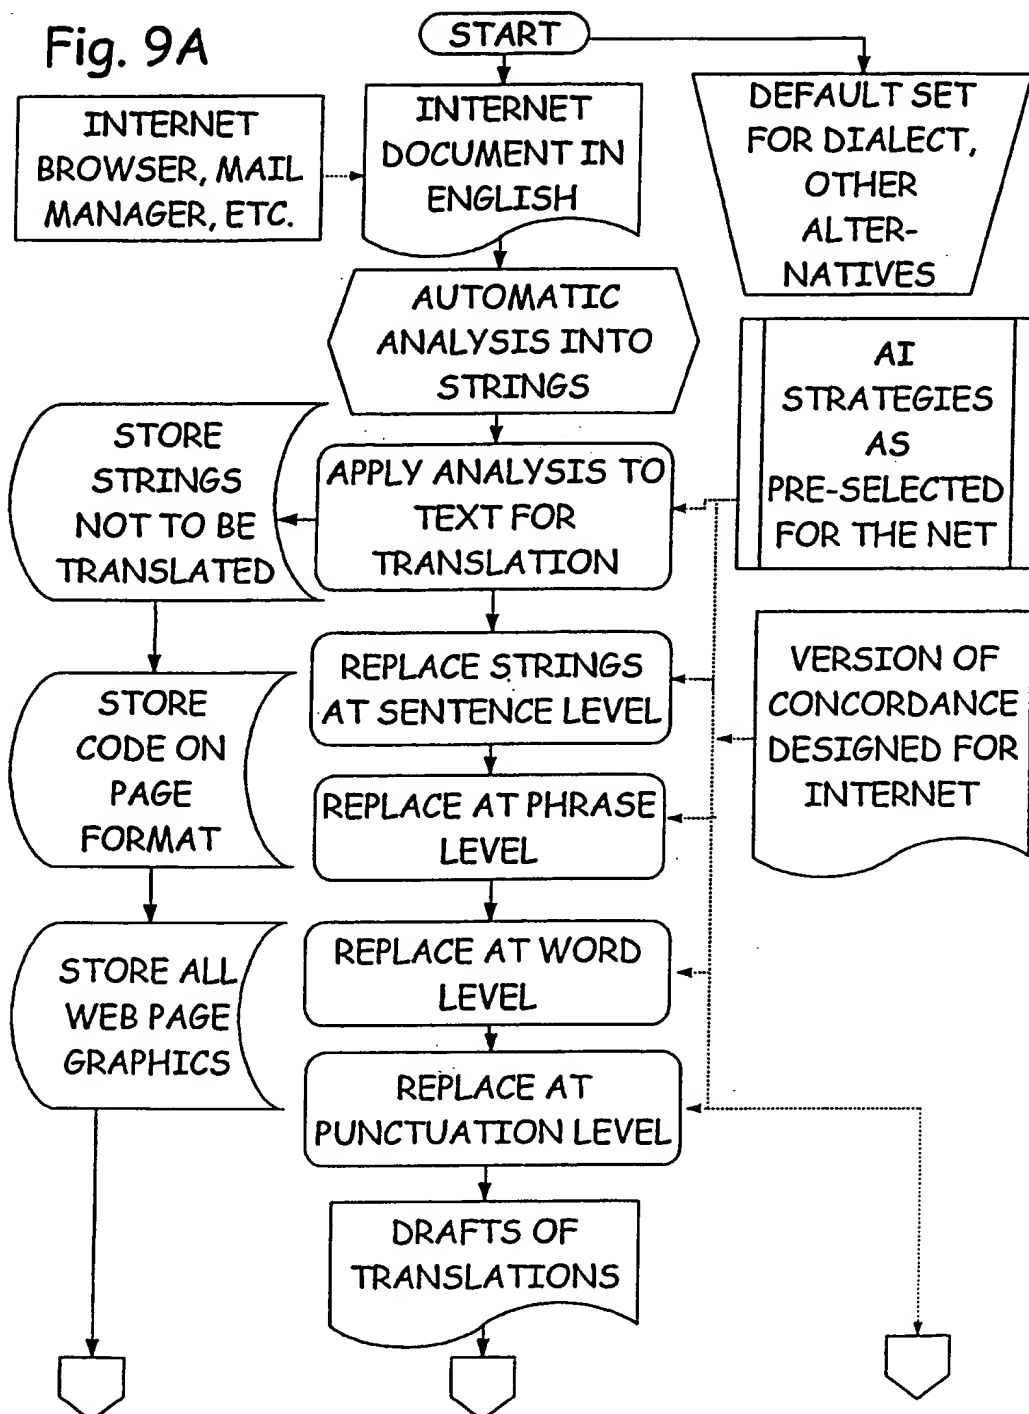 Fig. 9A
START
INTERNET
BROWSER, MAIL
MANAGER, ETC.
INTERNET
DOCUMENT IN
ENGLISH
DEFAULT SET
FOR DIALECT,
OTHER
ALTER-
NATIVES
AUTOMATIC
ANALYSIS INTO
STRINGS
AI
STRATEGIES
AS
PRE-SELECTED
FOR THE NET
STORE
STRINGS
NOT TO BE
TRANSLATED
APPLY ANALYSIS TO
TEXT FOR
TRANSLATION
REPLACE STRINGS
AT SENTENCE LEVEL
VERSION OF
CONCORDANCE
DESIGNED FOR
INTERNET
STORE
CODE ON
PAGE
FORMAT
REPLACE AT PHRASE
LEVEL
STORE ALL
WEB PAGE
GRAPHICS
REPLACE AT WORD
LEVEL
REPLACE AT
PUNCTUATION LEVEL
DRAFTS OF
TRANSLATIONS